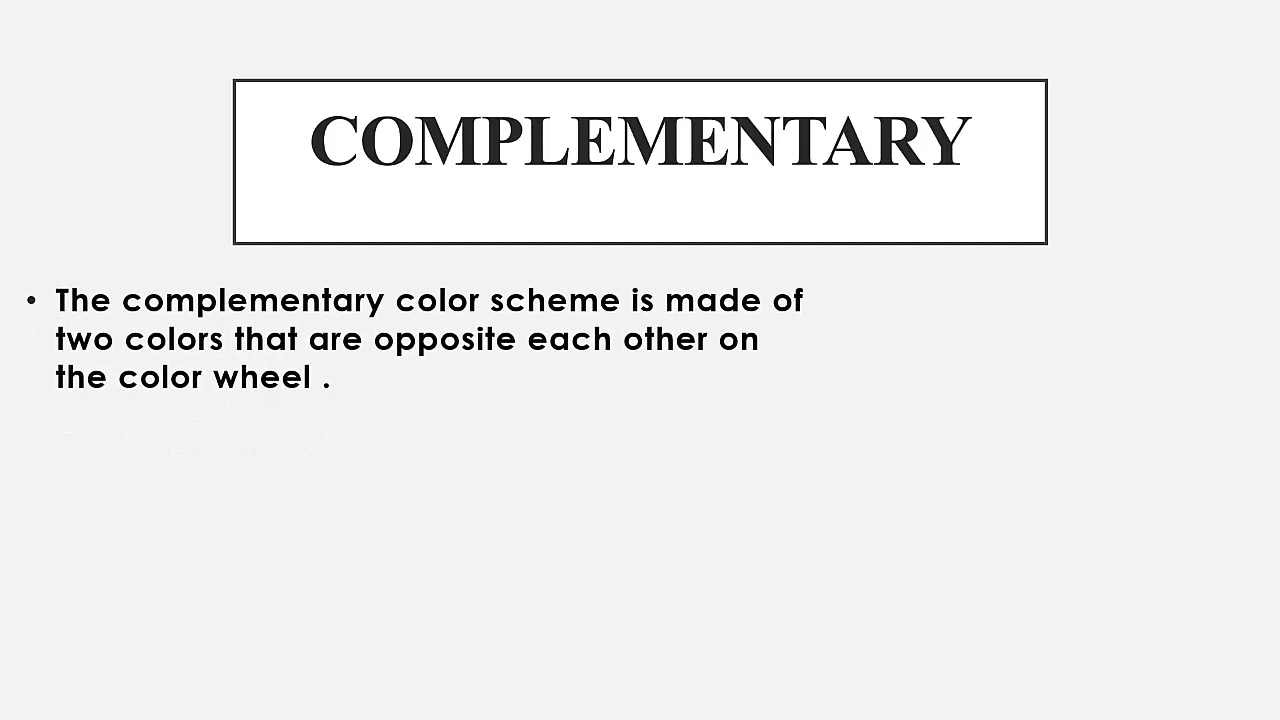 COMPLEMENTARY
• The complementary color scheme is made of
two colors that are opposite each other on
the color wheel .